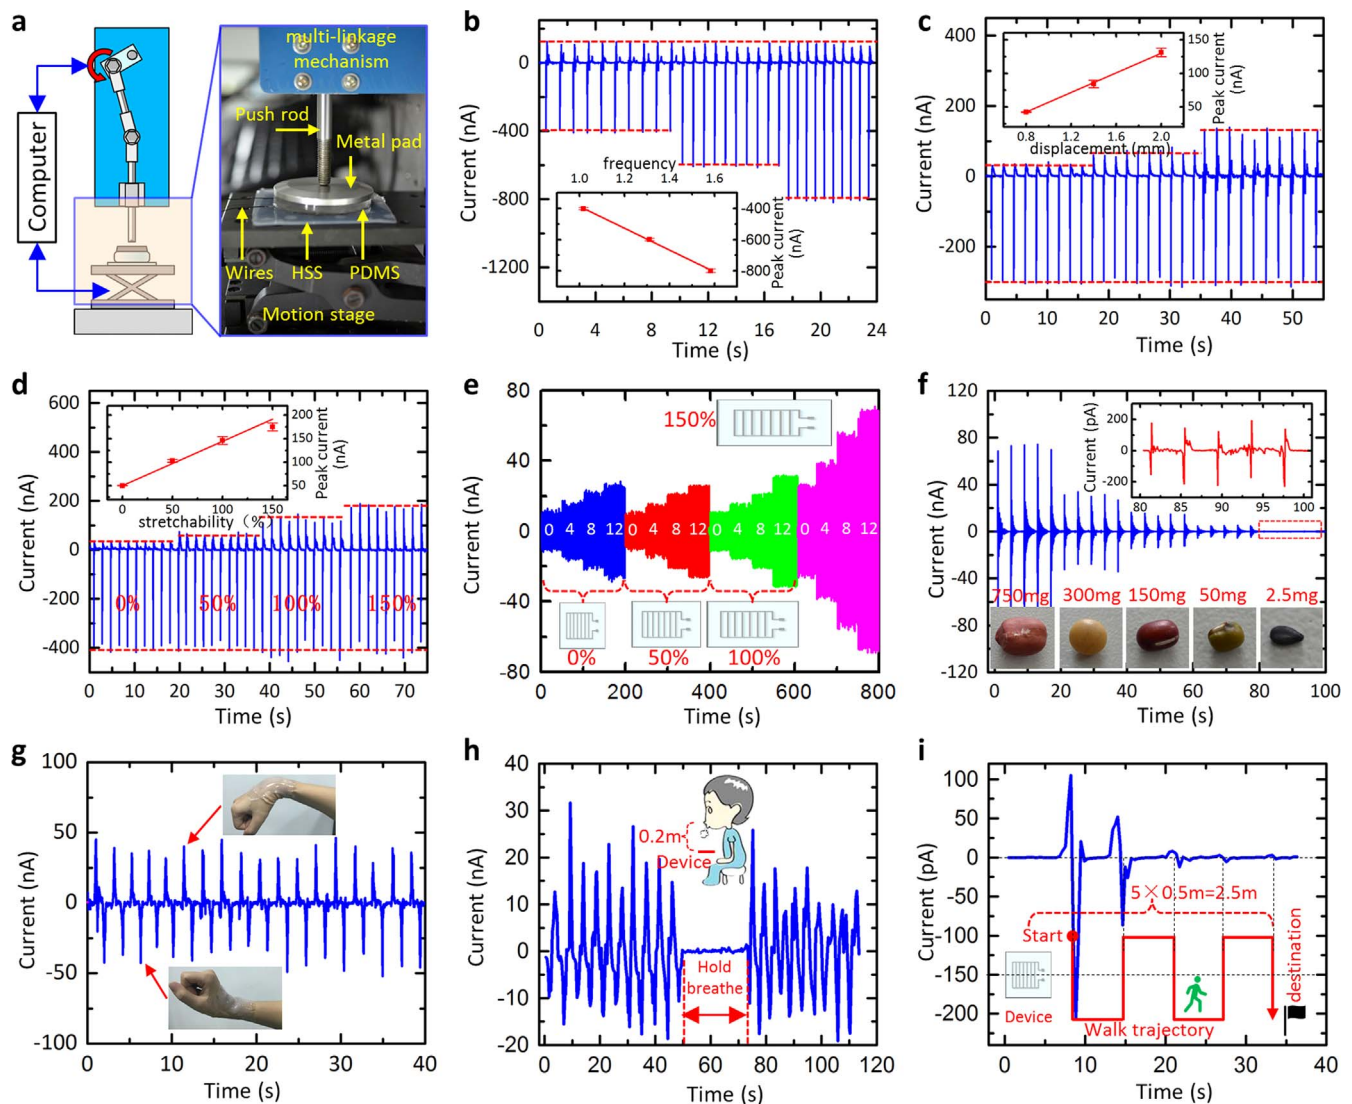 a
Computer
multi-linkage
mechanism
Push rod
Metal pad
Wires
HSS
PDMS
Motion stage
b
Current (nA)
0
-400
-800
-1200
frequency
1.0 1.2 1.4 1.6
-400
-600
-800
Peak current
(nA)
0 4 8 12 16 20 24
Time (s)
c
Current (nA)
400
200
0
-200
150
100
50
Peak current
(nA)
0.8 1.2 1.6 2.0
displacement (mm)
0 10 20 30 40 50
Time (s)
d
Current (nA)
600
400
200
0
-200
-400
200
150
100
50
Peak current
(nA)
0 50 100 150
stretchability (%)
0% 50% 100% 150%
0 10 20 30 40 50 60 70
Time (s)
e
Current (nA)
80
40
0
-40
-80
150%
0 4 8 12 0 4 8 12 0 4 8 12 0 4 8 12
0% 50% 100%
0 200 400 600 800
Time (s)
f
Current (nA)
120
80
40
0
-40
-80
-120
Current (pA)
200
0
-200
80 85 90 95 100
750mg 300mg 150mg 50mg 2.5mg
0 20 40 60 80 100
Time (s)
g
Current (nA)
100
50
0
-50
-100
0 10 20 30 40
Time (s)
h
Current (nA)
40
30
20
10
0
-10
20
0.2m
Device
Hold
breathe
0 20 40 60 80 100 120
Time (s)
i
Current (pA)
100
50
0
-50
-100
-150
-200
5×0.5m=2.5m
Start
Device
Walk trajectory
destination
0 10 20 30 40
Time (s)